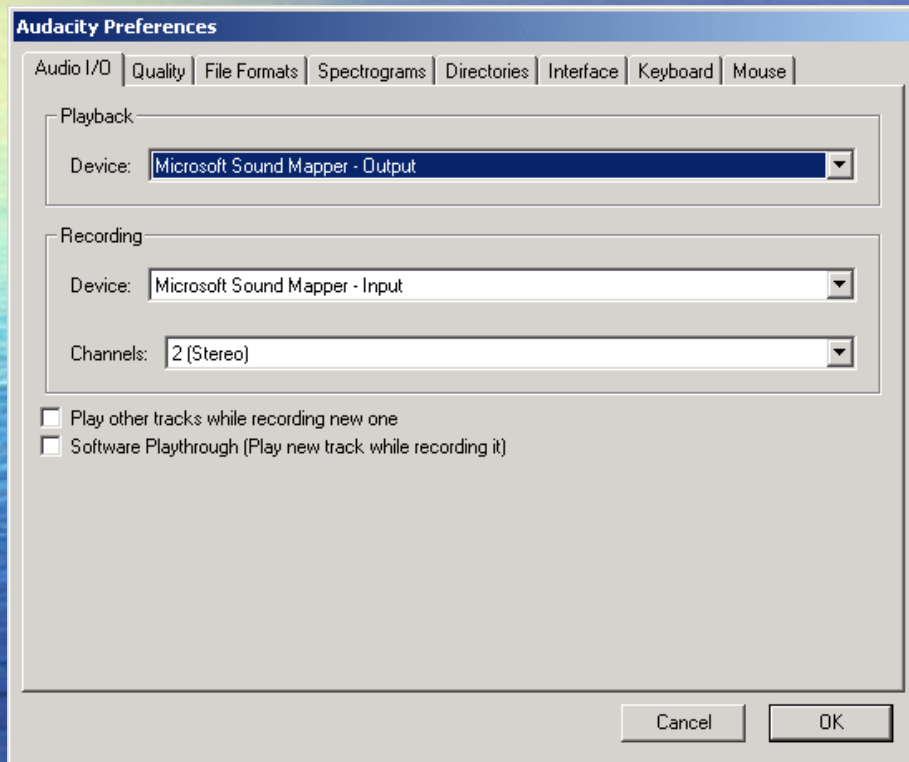 Audacity Preferences
Audio I/O Quality File Formats Spectrograms Directories Interface Keyboard Mouse
Playback
Device: Microsoft Sound Mapper - Output
Recording
Device: Microsoft Sound Mapper - Input
Channels: 2 (Stereo)
Play other tracks while recording new one
Software Playthrough (Play new track while recording it)
Cancel OK